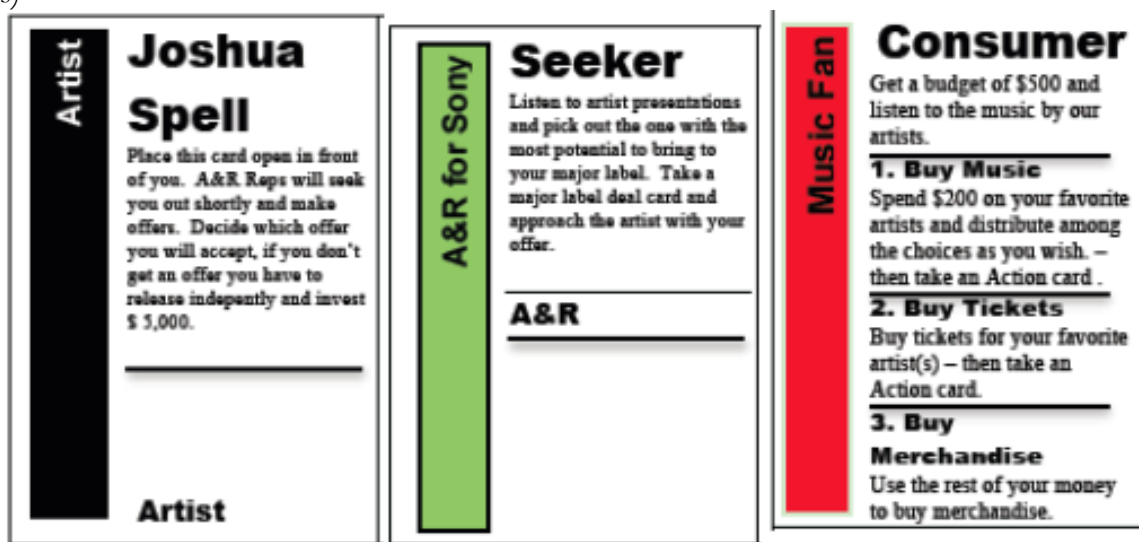 Artist
Joshua
Spell
Place this card open in front
of you. A&R Reps will seek
you out shortly and make
offers. Decide which offer
you will accept, if you don't
get an offer you have to
release indepently and invest
$ 5,000.
Artist
A&R for Sony
Seeker
Listen to artist presentations
and pick out the one with the
most potential to bring to
your major label. Take a
major label deal card and
approach the artist with your
offer.
A&R
Music Fan
Consumer
Get a budget of $500 and
listen to the music by our
artists.
1. Buy Music
Spend $200 on your favorite
artists and distribute among
the choices as you wish. –
then take an Action card .
2. Buy Tickets
Buy tickets for your favorite
artist(s) – then take an
Action card.
3. Buy
Merchandise
Use the rest of your money
to buy merchandise.